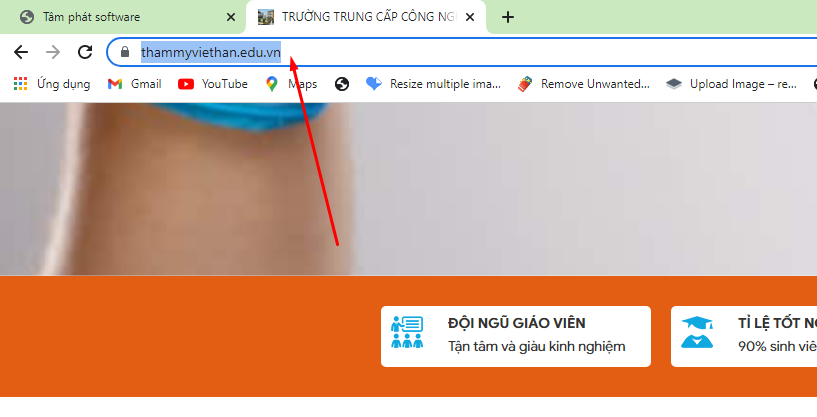 Tâm phát software
TRƯỜNG TRUNG CẤP CÔNG
thammyviethan.edu.vn
Ứng dụng
Gmail
YouTube
Maps
Resize multiple ima...
Remove Unwanted...
Upload Image – re...
ĐỘI NGŨ GIÁO VIÊN
Tận tâm và giàu kinh nghiệm
TỈ LỆ TỐT
90% sinh